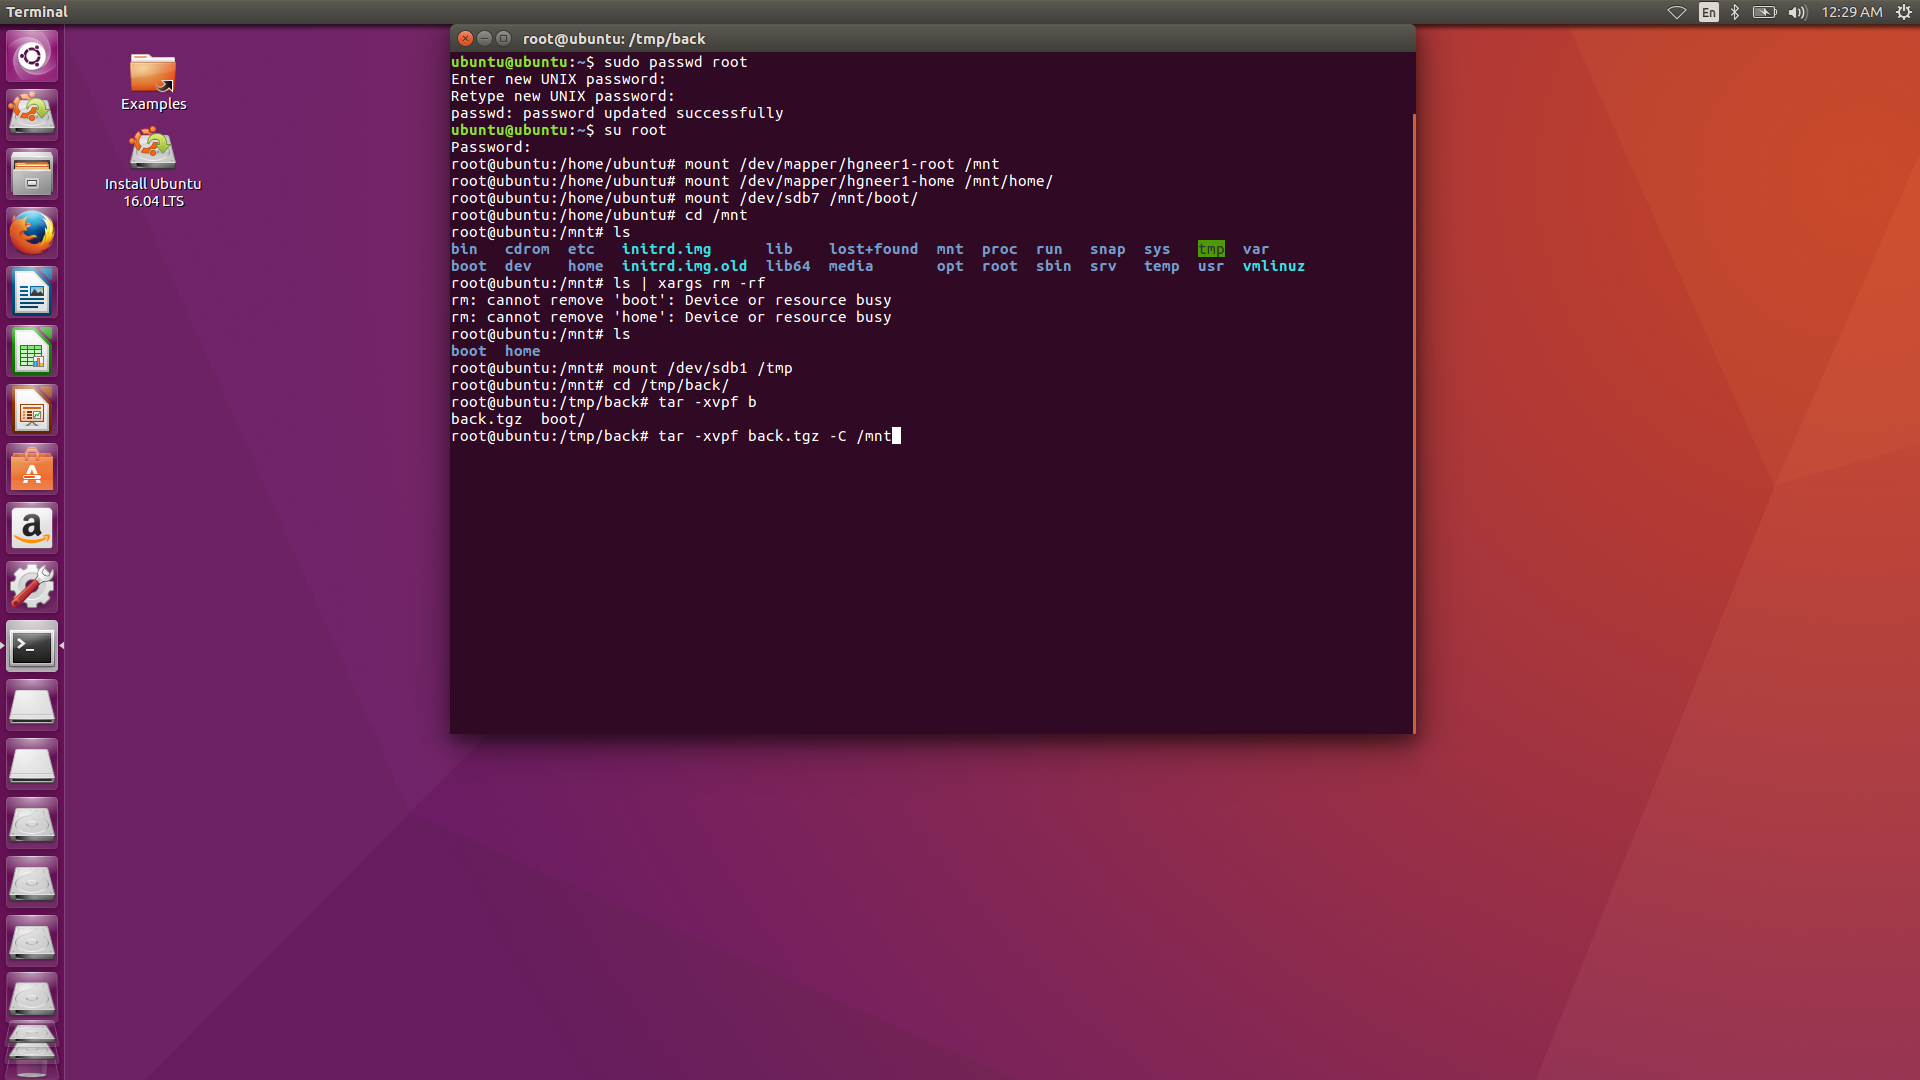 Terminal
En
12:29 AM
Examples
Install Ubuntu
16.04 LTS
root@ubuntu: /tmp/back
ubuntu@ubuntu:~$ sudo passwd root
Enter new UNIX password:
Retype new UNIX password:
passwd: password updated successfully
ubuntu@ubuntu:~$ su root
Password:
root@ubuntu:/home/ubuntu# mount /dev/mapper/hgneer1-root /mnt
root@ubuntu:/home/ubuntu# mount /dev/mapper/hgneer1-home /mnt/home/
root@ubuntu:/home/ubuntu# mount /dev/sdb7 /mnt/boot/
root@ubuntu:/home/ubuntu# cd /mnt
root@ubuntu:/mnt# ls
bin   cdrom  etc   initrd.img      lib    lost+found  mnt  proc  run   snap  sys   tmp  var
boot  dev    home  initrd.img.old  lib64  media       opt  root  sbin  srv   temp  usr  vmlinuz
root@ubuntu:/mnt# ls | xargs rm -rf
rm: cannot remove 'boot': Device or resource busy
rm: cannot remove 'home': Device or resource busy
root@ubuntu:/mnt# ls
boot  home
root@ubuntu:/mnt# mount /dev/sdb1 /tmp
root@ubuntu:/mnt# cd /tmp/back/
root@ubuntu:/tmp/back# tar -xvpf b
back.tgz  boot/
root@ubuntu:/tmp/back# tar -xvpf back.tgz -C /mnt